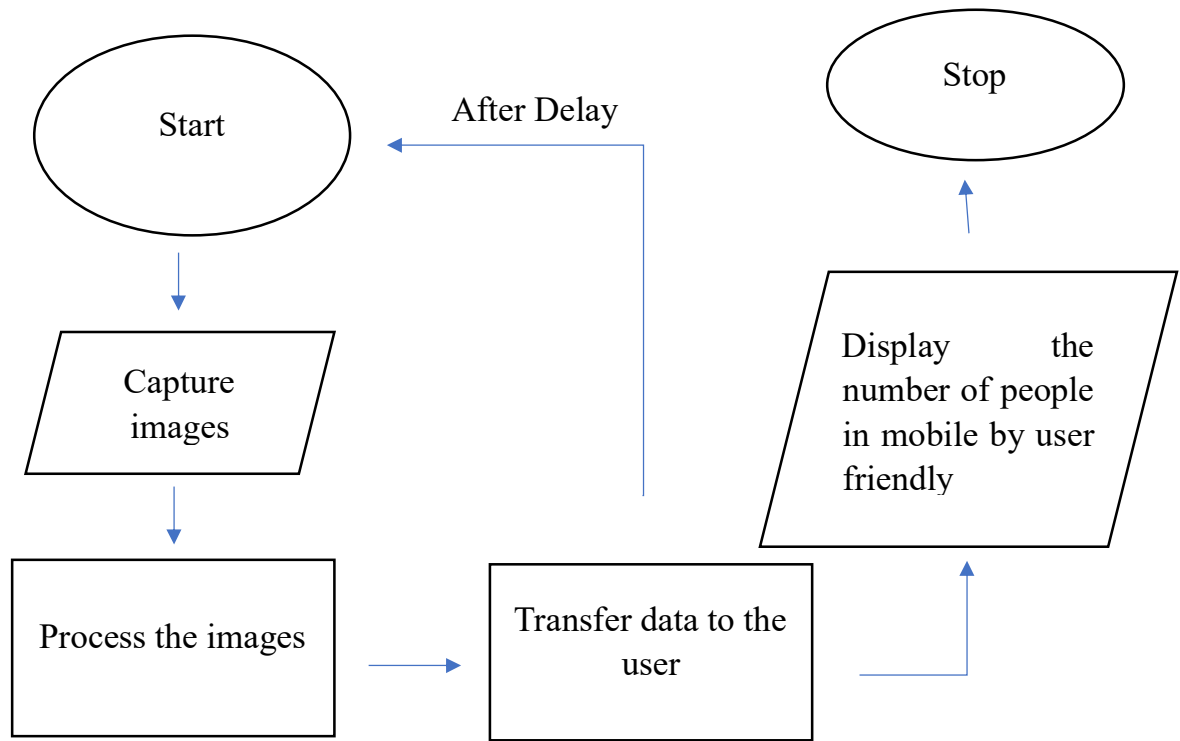 Start
After Delay
Stop
Capture
images
Display the
number of people
in mobile by user
friendly
Process the images
Transfer data to the
user